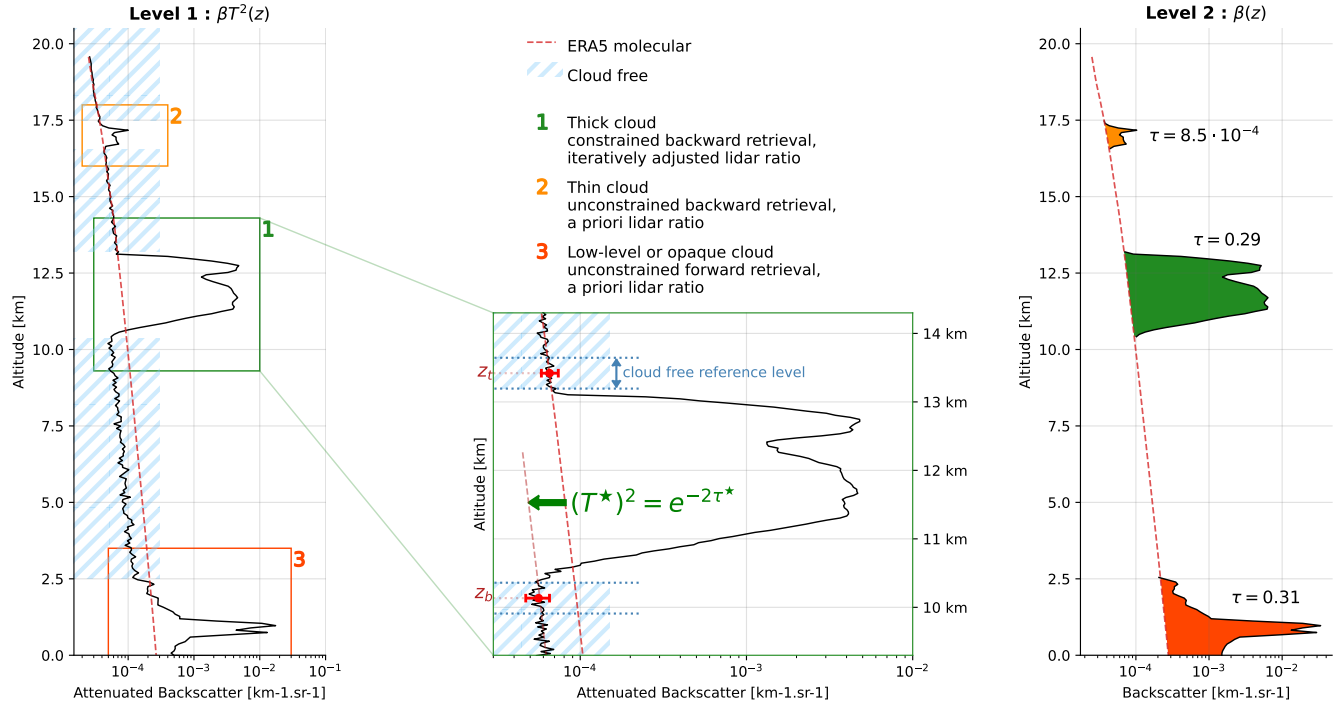 Level 1 : βT²(z)
20.0
17.5
15.0
12.5
10.0
7.5
5.0
2.5
0.0
Altitude [km]
10⁻⁴
10⁻³
10⁻²
10⁻¹
Attenuated Backscatter [km-1.sr-1]
2
1
3
ERA5 molecular
Cloud free
1
Thick cloud
constrained backward retrieval,
iteratively adjusted lidar ratio
2
Thin cloud
unconstrained backward retrieval,
a priori lidar ratio
3
Low-level or opaque cloud
unconstrained forward retrieval,
a priori lidar ratio
14 km
13 km
12 km
11 km
10 km
z_t
cloud free reference level
(T^★)² = e^{−2τ^★}
z_b
Altitude [km]
10⁻⁴
10⁻³
10⁻²
Attenuated Backscatter [km-1.sr-1]
Level 2 : β(z)
20.0
17.5
15.0
12.5
10.0
7.5
5.0
2.5
0.0
Altitude [km]
τ = 8.5 · 10⁻⁴
τ = 0.29
τ = 0.31
10⁻⁴
10⁻³
10⁻²
Backscatter [km-1.sr-1]